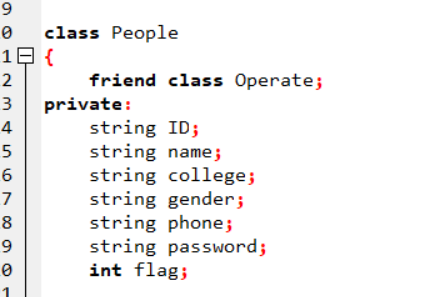 9
0 class People
1 {
2 friend class Operate;
3 private:
4 string ID;
5 string name;
6 string college;
7 string gender;
8 string phone;
9 string password;
0 int flag;
1